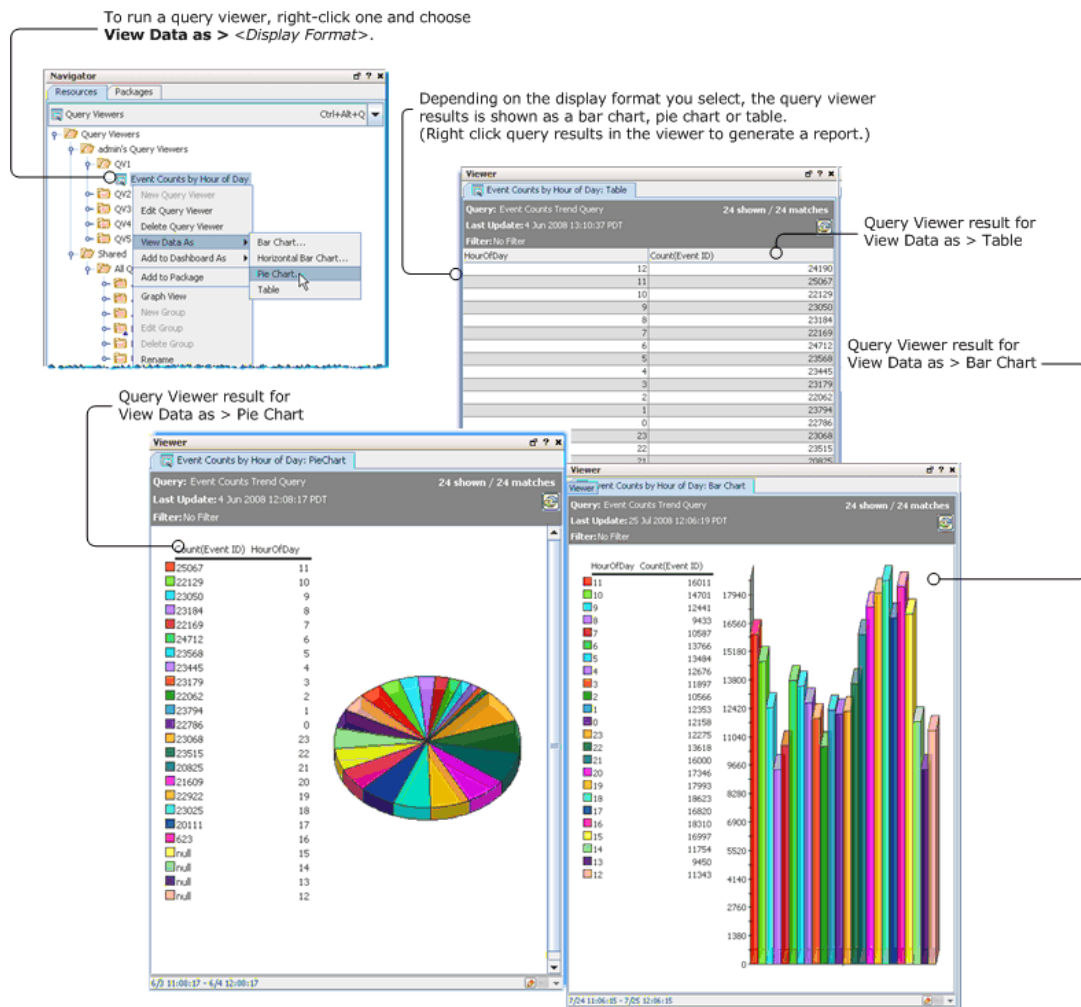 To run a query viewer, right-click one and choose
View Data as > <Display Format>.
Navigator
Resources
Packages
Query Viewers Ctrl+Alt+Q
Query Viewers
admin's Query Viewers
QV1
Event Counts by Hour of Day
QV2
QV3
QV4
QV5
Shared
All Q
New Query Viewer
Edit Query Viewer
Delete Query Viewer
View Data As
Add to Dashboard As
Add to Package
Graph View
New Group
Edit Group
Delete Group
Rename
Bar Chart...
Horizontal Bar Chart...
Pie Chart...
Table
Depending on the display format you select, the query viewer
results is shown as a bar chart, pie chart or table.
(Right click query results in the viewer to generate a report.)
Viewer
Event Counts by Hour of Day: Table
Query: Event Counts Trend Query 24 shown / 24 matches
Last Update: 4 Jun 2008 13:10:37 PDT
Filter: No Filter
HourOfDay Count(Event ID)
12 24190
11 25067
10 22129
9 23050
8 23184
7 22169
6 24712
5 23568
4 23445
3 23179
2 22062
1 23794
0 22786
23 23068
22 23515
21 20825
Query Viewer result for
View Data as > Table
Query Viewer result for
View Data as > Bar Chart
Query Viewer result for
View Data as > Pie Chart
Viewer
Event Counts by Hour of Day: PieChart
Query: Event Counts Trend Query 24 shown / 24 matches
Last Update: 4 Jun 2008 12:08:17 PDT
Filter: No Filter
Count(Event ID) HourOfDay
25067 11
22129 10
23050 9
23184 8
22169 7
24712 6
23568 5
23445 4
23179 3
22062 2
23794 1
22786 0
23068 23
23515 22
20825 21
21609 20
22922 19
23025 18
20111 17
623 16
null 15
null 14
null 13
null 12
6/3 11:08:17 - 6/4 12:08:17
Viewer
Viewer
ent Counts by Hour of Day: Bar Chart
Query: Event Counts Trend Query 24 shown / 24 matches
Last Update: 25 Jul 2008 12:06:19 PDT
Filter: No Filter
HourOfDay Count(Event ID)
11 16011
10 14701
9 12441
8 9433
7 10587
6 13766
5 13484
4 12676
3 11897
2 10566
1 12353
0 12158
23 12275
22 13618
21 16000
20 17346
19 17993
18 18623
17 16820
16 18310
15 16997
14 11754
13 9450
12 11343
17940
16560
15180
13800
12420
11040
9660
8280
6900
5520
4140
2760
1380
0
7/24 11:06:15 - 7/25 12:06:15